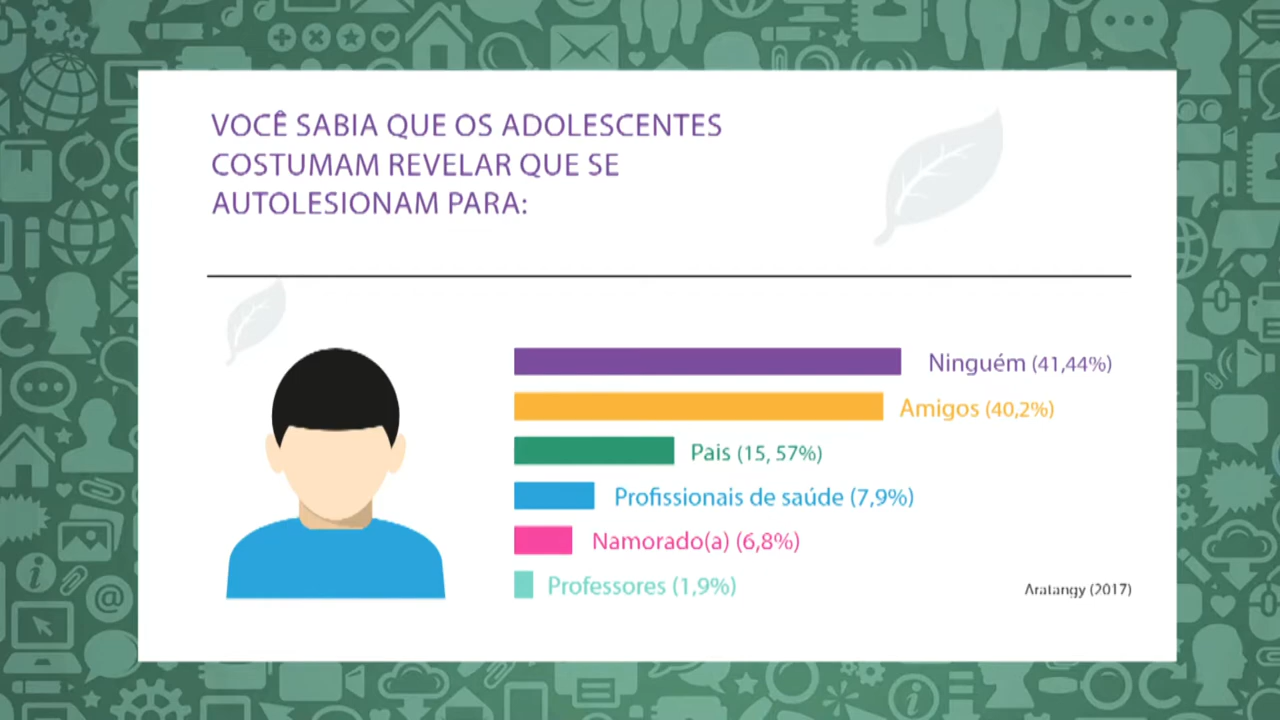 VOCÊ SABIA QUE OS ADOLESCENTES
COSTUMAM REVELAR QUE SE
AUTOLESIONAM PARA:
Ninguém (41,44%)
Amigos (40,2%)
Pais (15, 57%)
Profissionais de saúde (7,9%)
Namorado(a) (6,8%)
Professores (1,9%)
Aratangy (2017)